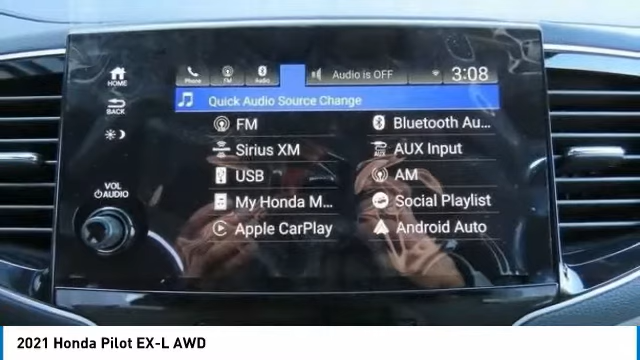 Phone FM Audio Audio is OFF 3:08
HOME
Quick Audio Source Change
BACK
FM Bluetooth Au...
Sirius XM AUX Input
USB AM
VOL
AUDIO
My Honda M... Social Playlist
Apple CarPlay Android Auto
2021 Honda Pilot EX-L AWD